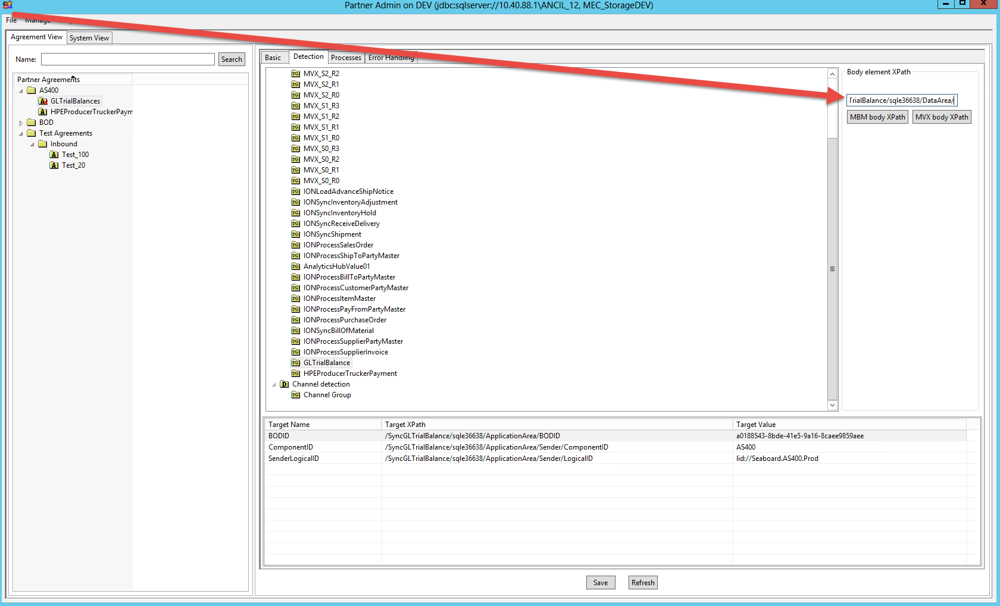 Partner Admin on DEV (jdbc:sqlserver://10.40.88.1\ANCIL_12, MEC_StorageDEV)
File Manage
Agreement View System View
Name: Search
Partner Agreements
AS400
GLTrialBalances
HPEProducerTruckerPaym
BOD
Test Agreements
Inbound
Test_100
Test_20
Basic Detection Processes Error Handling
MVX_S2_R2
MVX_S2_R1
MVX_S2_R0
MVX_S1_R3
MVX_S1_R2
MVX_S1_R1
MVX_S1_R0
MVX_S0_R3
MVX_S0_R2
MVX_S0_R1
MVX_S0_R0
IONLoadAdvanceShipNotice
IONSyncInventoryAdjustment
IONSyncInventoryHold
IONSyncReceiveDelivery
IONSyncShipment
IONProcessSalesOrder
IONProcessShipToPartyMaster
AnalyticsHubValue01
IONProcessBillToPartyMaster
IONProcessCustomerPartyMaster
IONProcessItemMaster
IONProcessPayFromPartyMaster
IONProcessPurchaseOrder
IONSyncBillOfMaterial
IONProcessSupplierPartyMaster
IONProcessSupplierInvoice
GLTrialBalance
HPEProducerTruckerPayment
Channel detection
Channel Group
Body element XPath
TrialBalance/sqle36638/DataArea/
MBM body XPath MVX body XPath
Target Name Target XPath Target Value
BODID /SyncGLTrialBalance/sqle36638/ApplicationArea/BODID a0188543-8bde-41e5-9a16-8caee9859aee
ComponentID /SyncGLTrialBalance/sqle36638/ApplicationArea/Sender/ComponentID AS400
SenderLogicalID /SyncGLTrialBalance/sqle36638/ApplicationArea/Sender/LogicalID lid://Seaboard.AS400.Prod
Save Refresh